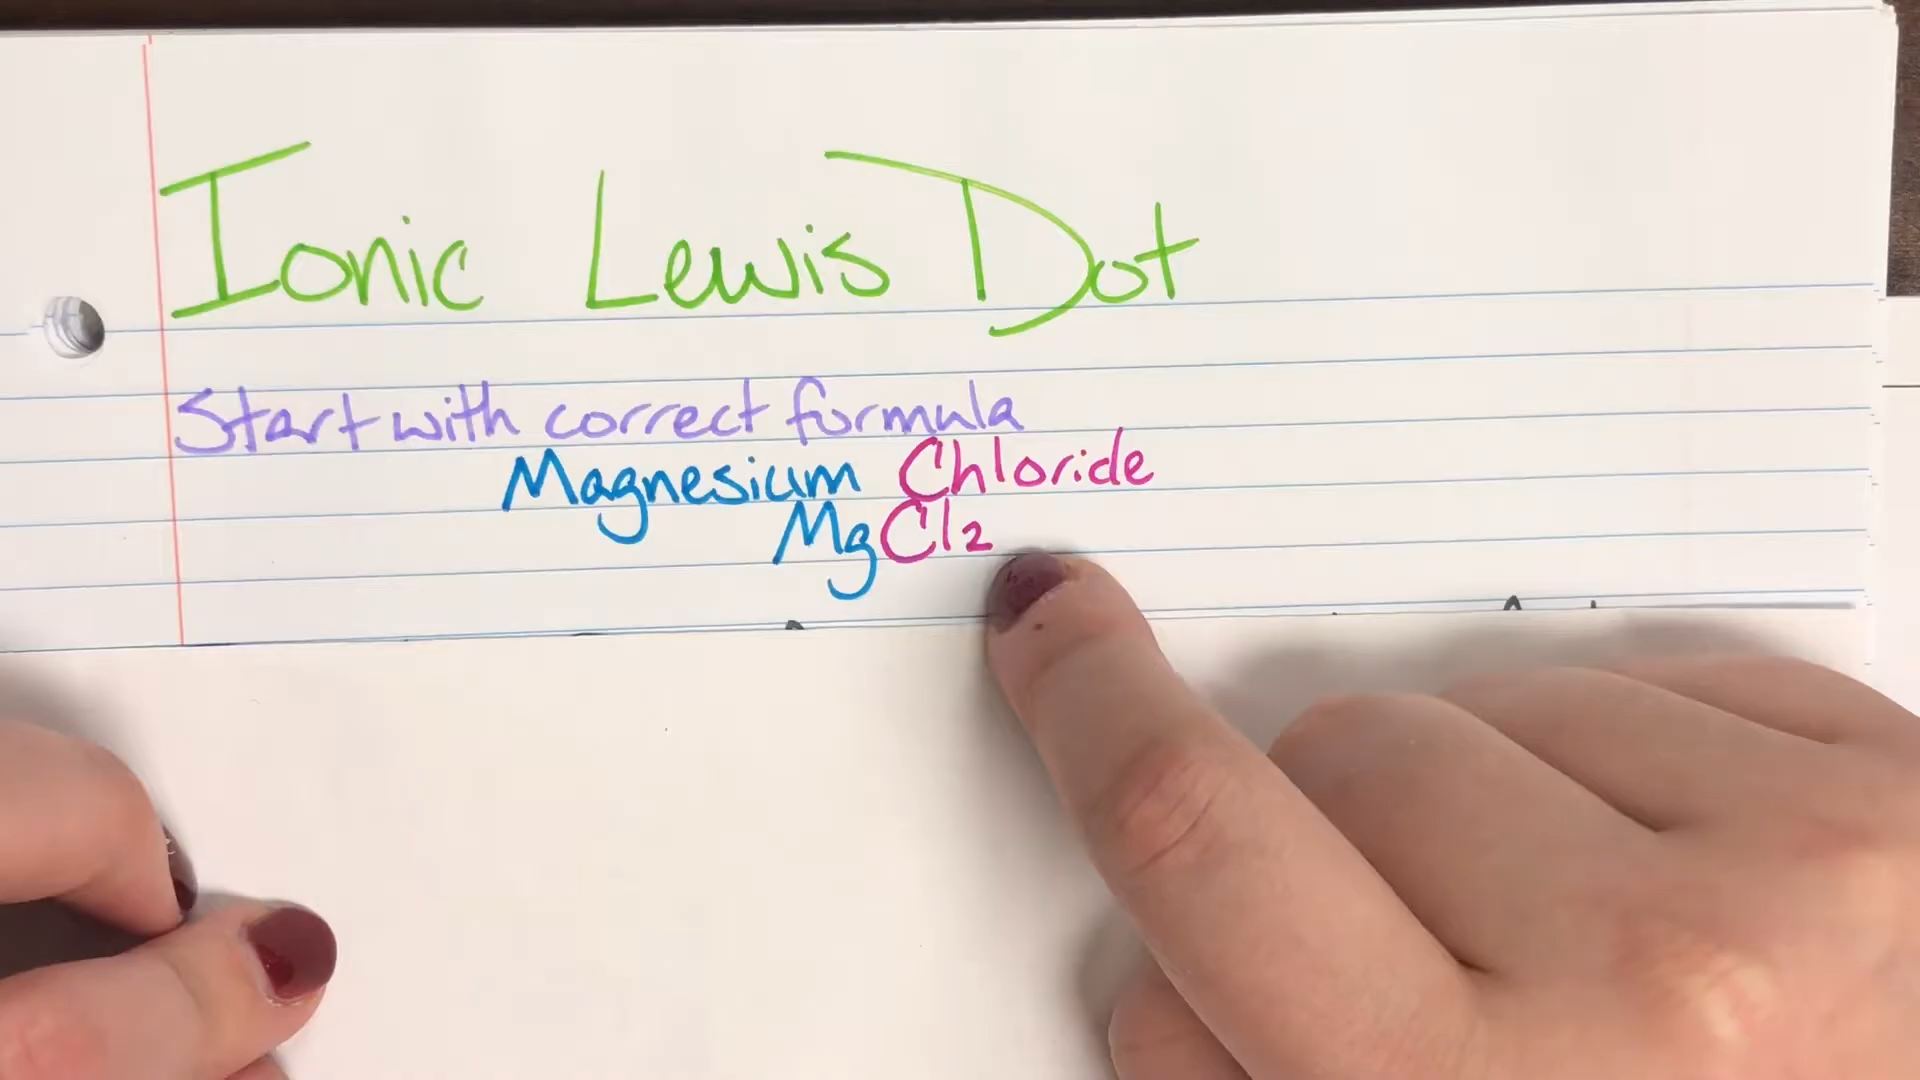 Ionic Lewis Dot
Start with correct formula
Magnesium Chloride
MgCl2